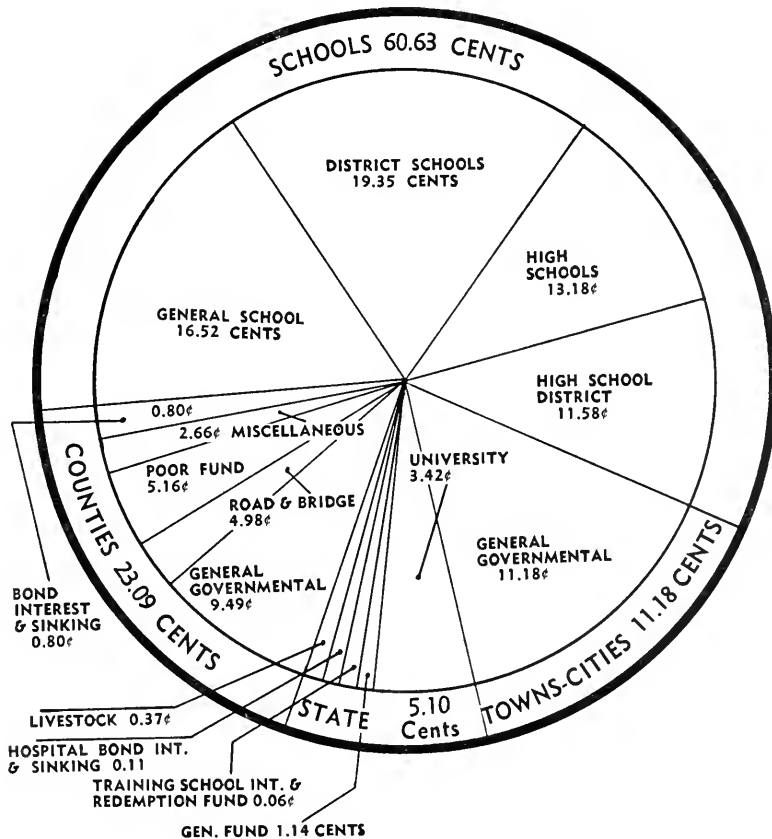 SCHOOLS 60.63 CENTS
DISTRICT SCHOOLS
19.35 CENTS
HIGH
SCHOOLS
13.18¢
GENERAL SCHOOL
16.52 CENTS
HIGH SCHOOL
DISTRICT
11.58¢
0.80¢
2.66¢ MISCELLANEOUS
POOR FUND
5.16¢
ROAD & BRIDGE
4.98¢
UNIVERSITY
3.42¢
GENERAL
GOVERNMENTAL
11.18¢
GENERAL
GOVERNMENTAL
9.49¢
COUNTIES 23.09 CENTS
BOND
INTEREST
& SINKING
0.80¢
TOWNS-CITIES 11.18 CENTS
STATE 5.10
Cents
LIVESTOCK 0.37¢
HOSPITAL BOND INT.
& SINKING 0.11
TRAINING SCHOOL INT. &
REDEMPTION FUND 0.06¢
GEN. FUND 1.14 CENTS